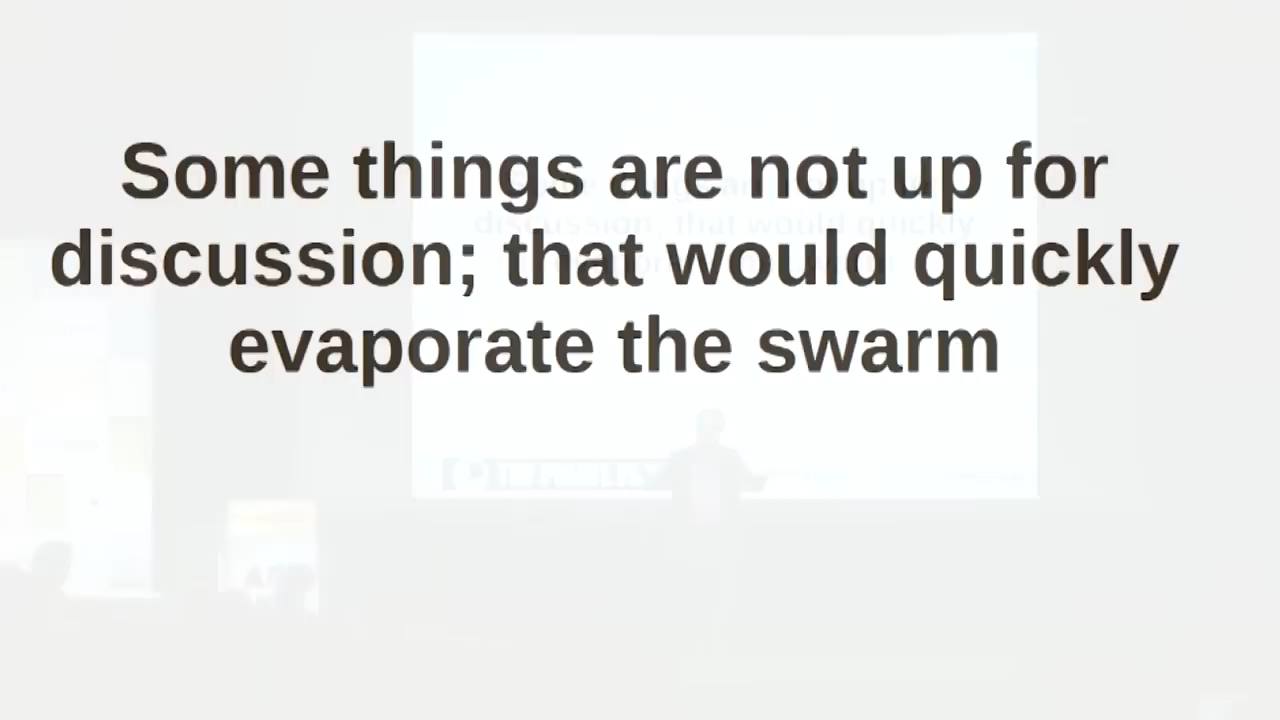 Some things are not up for
discussion; that would quickly
evaporate the swarm